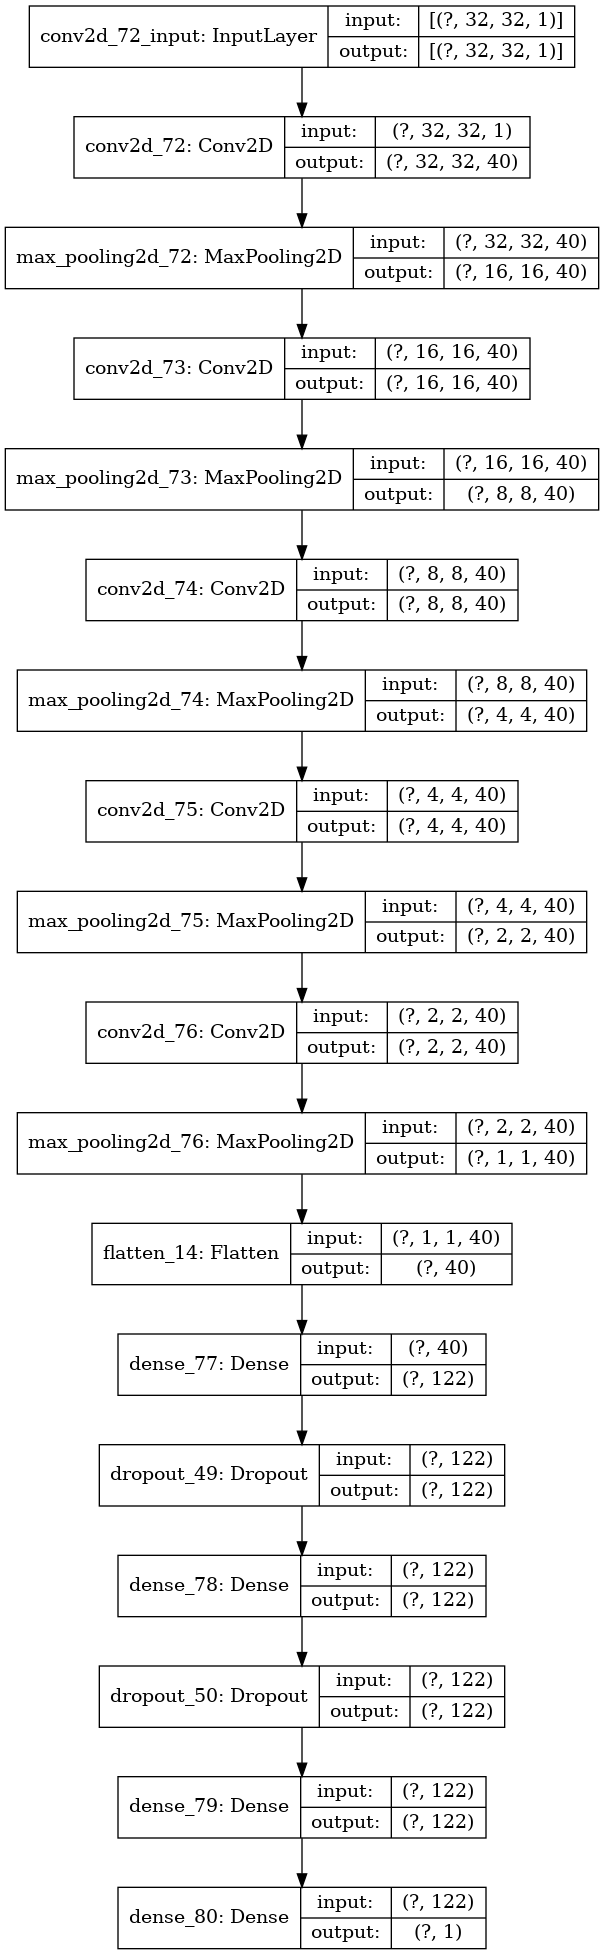 conv2d_72_input: InputLayer
input: [(?, 32, 32, 1)]
output: [(?, 32, 32, 1)]
conv2d_72: Conv2D
input: (?, 32, 32, 1)
output: (?, 32, 32, 40)
max_pooling2d_72: MaxPooling2D
input: (?, 32, 32, 40)
output: (?, 16, 16, 40)
conv2d_73: Conv2D
input: (?, 16, 16, 40)
output: (?, 16, 16, 40)
max_pooling2d_73: MaxPooling2D
input: (?, 16, 16, 40)
output: (?, 8, 8, 40)
conv2d_74: Conv2D
input: (?, 8, 8, 40)
output: (?, 8, 8, 40)
max_pooling2d_74: MaxPooling2D
input: (?, 8, 8, 40)
output: (?, 4, 4, 40)
conv2d_75: Conv2D
input: (?, 4, 4, 40)
output: (?, 4, 4, 40)
max_pooling2d_75: MaxPooling2D
input: (?, 4, 4, 40)
output: (?, 2, 2, 40)
conv2d_76: Conv2D
input: (?, 2, 2, 40)
output: (?, 2, 2, 40)
max_pooling2d_76: MaxPooling2D
input: (?, 2, 2, 40)
output: (?, 1, 1, 40)
flatten_14: Flatten
input: (?, 1, 1, 40)
output: (?, 40)
dense_77: Dense
input: (?, 40)
output: (?, 122)
dropout_49: Dropout
input: (?, 122)
output: (?, 122)
dense_78: Dense
input: (?, 122)
output: (?, 122)
dropout_50: Dropout
input: (?, 122)
output: (?, 122)
dense_79: Dense
input: (?, 122)
output: (?, 122)
dense_80: Dense
input: (?, 122)
output: (?, 1)